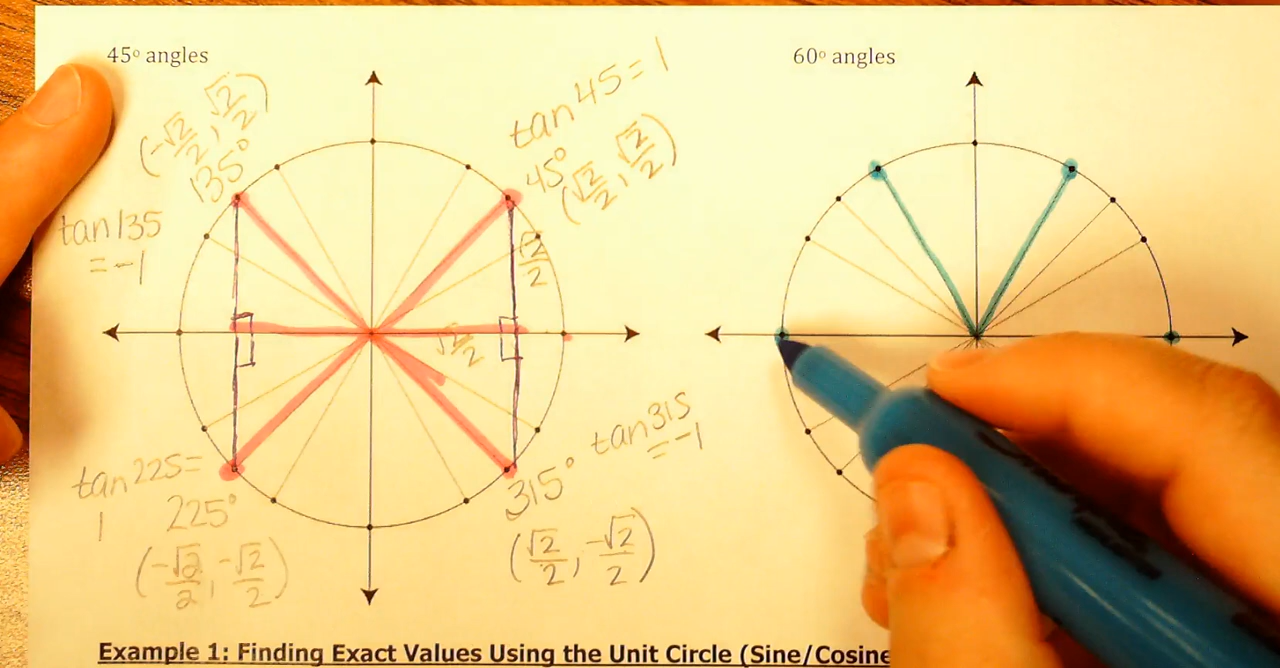 45° angles
60° angles
(-√2/2, √2/2)
135°
tan 45 = 1
45°
(√2/2, √2/2)
tan 135
= -1
√2/2
√2/2
tan 225 =
1
225°
(-√2/2, -√2/2)
tan 315
= -1
315°
(√2/2, -√2/2)
Example 1: Finding Exact Values Using the Unit Circle (Sine/Cosine